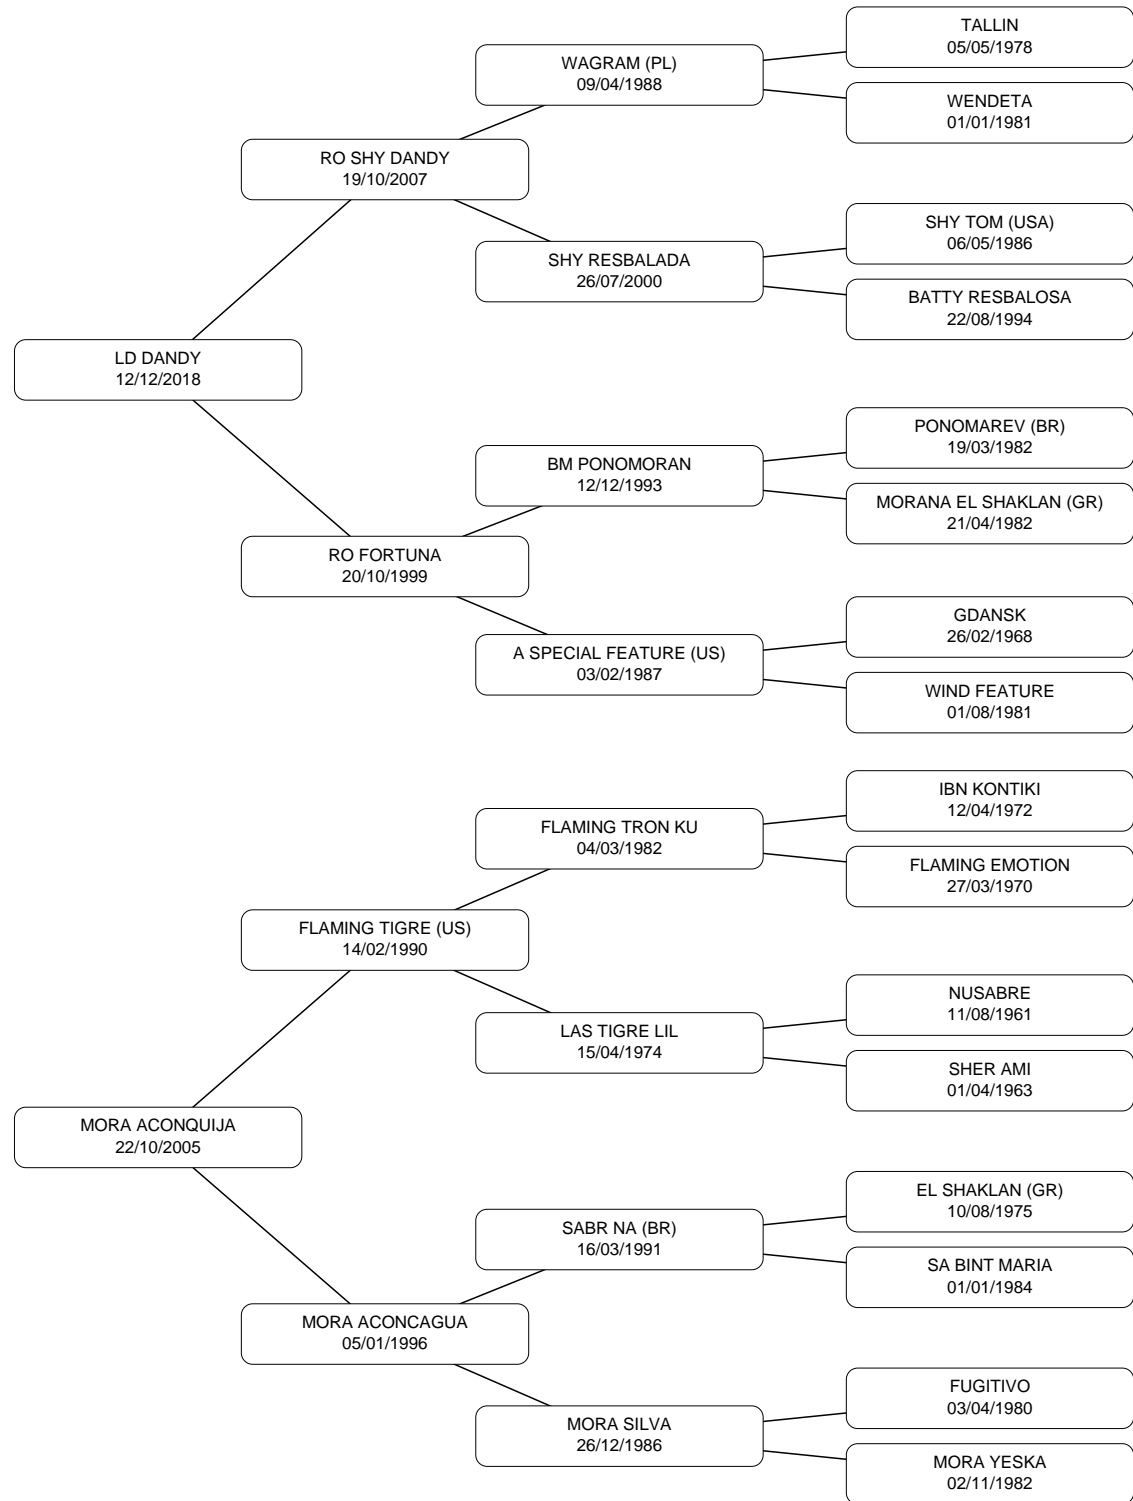 TALLIN
05/05/1978
WAGRAM (PL)
09/04/1988
WENDETA
01/01/1981
RO SHY DANDY
19/10/2007
SHY TOM (USA)
06/05/1986
SHY RESBALADA
26/07/2000
BATTY RESBALOSA
22/08/1994
LD DANDY
12/12/2018
PONOMAREV (BR)
19/03/1982
BM PONOMORAN
12/12/1993
MORANA EL SHAKLAN (GR)
21/04/1982
RO FORTUNA
20/10/1999
GDANSK
26/02/1968
A SPECIAL FEATURE (US)
03/02/1987
WIND FEATURE
01/08/1981
IBN KONTIKI
12/04/1972
FLAMING TRON KU
04/03/1982
FLAMING EMOTION
27/03/1970
FLAMING TIGRE (US)
14/02/1990
NUSABRE
11/08/1961
LAS TIGRE LIL
15/04/1974
SHER AMI
01/04/1963
MORA ACONQUIJA
22/10/2005
EL SHAKLAN (GR)
10/08/1975
SABR NA (BR)
16/03/1991
SA BINT MARIA
01/01/1984
MORA ACONCAGUA
05/01/1996
FUGITIVO
03/04/1980
MORA SILVA
26/12/1986
MORA YESKA
02/11/1982